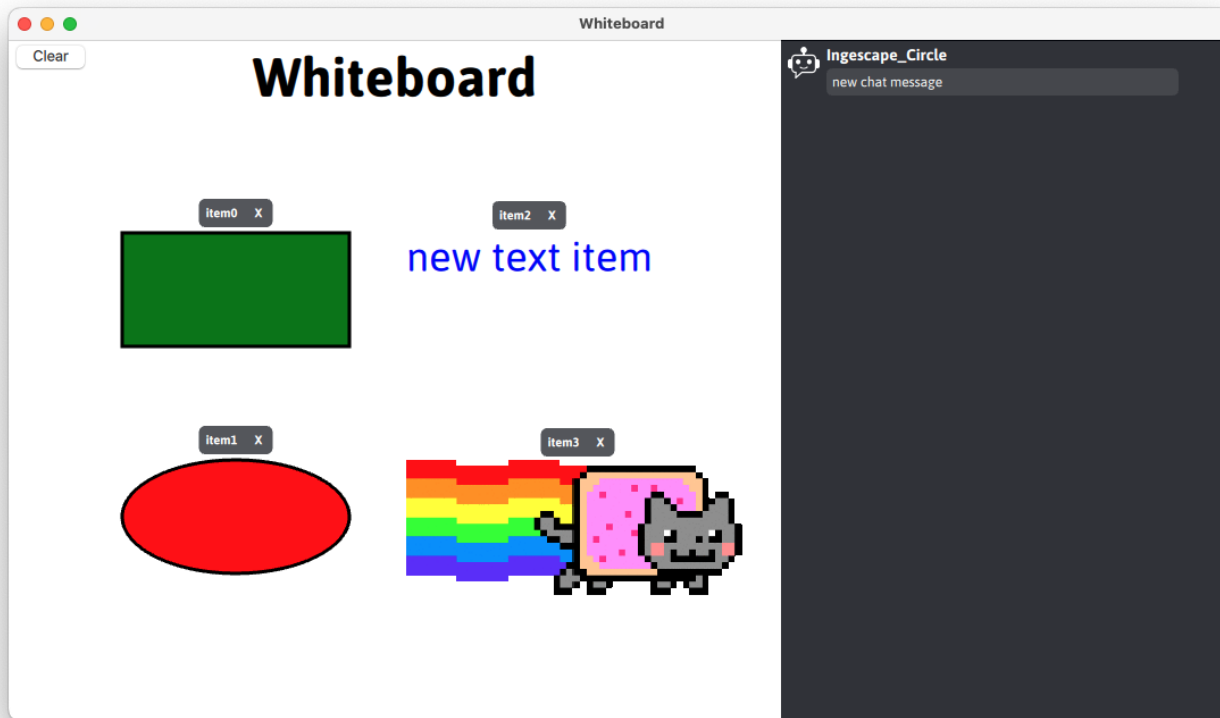 Whiteboard
Clear
Whiteboard
Ingescape_Circle
new chat message
item0 X
item2 X
new text item
item1 X
item3 X